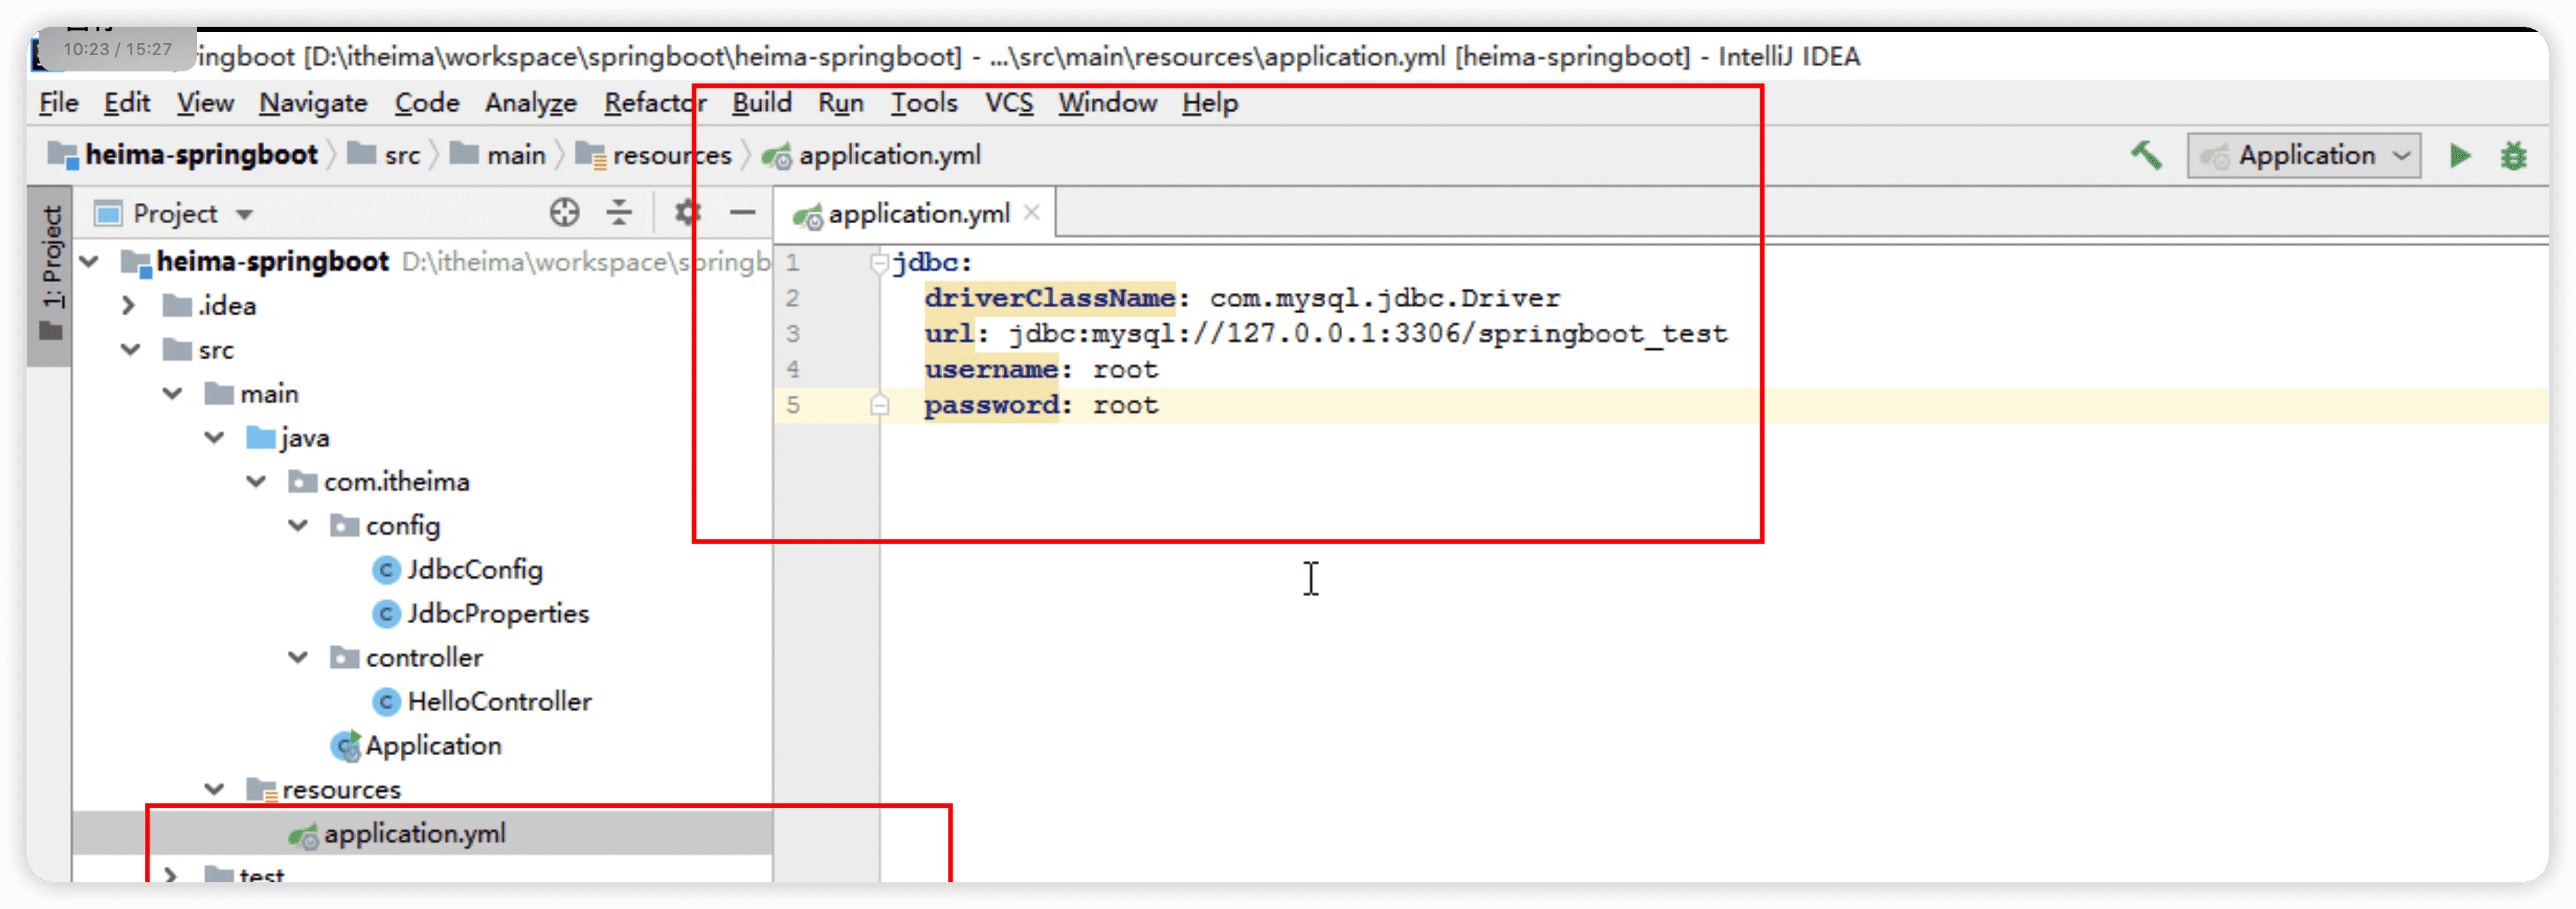 10:23 / 15:27
ingboot [D:\itheima\workspace\springboot\heima-springboot] - ...\src\main\resources\application.yml [heima-springboot] - IntelliJ IDEA
File Edit View Navigate Code Analyze Refactor Build Run Tools VCS Window Help
heima-springboot src main resources application.yml Application
1: Project
Project
application.yml
heima-springboot D:\itheima\workspace\springb
.idea
src
main
java
com.itheima
config
JdbcConfig
JdbcProperties
controller
HelloController
Application
resources
application.yml
test
1 jdbc:
2 driverClassName: com.mysql.jdbc.Driver
3 url: jdbc:mysql://127.0.0.1:3306/springboot_test
4 username: root
5 password: root